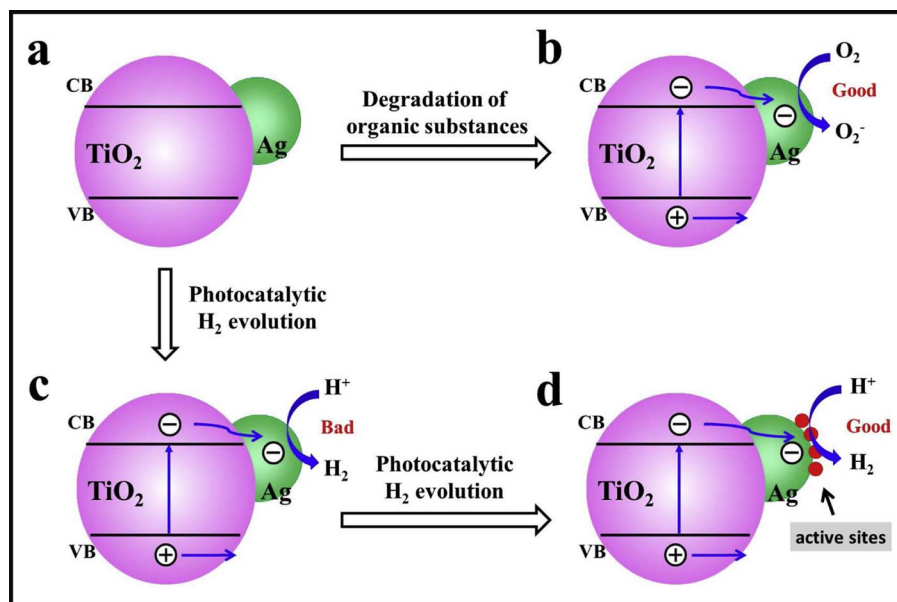 a
CB
TiO₂
Ag
VB
Degradation of
organic substances
b
CB
O₂
Good
O₂⁻
TiO₂
Ag
VB
Photocatalytic
H₂ evolution
c
CB
H⁺
Bad
H₂
TiO₂
Ag
VB
Photocatalytic
H₂ evolution
d
CB
H⁺
Good
H₂
TiO₂
Ag
VB
active sites